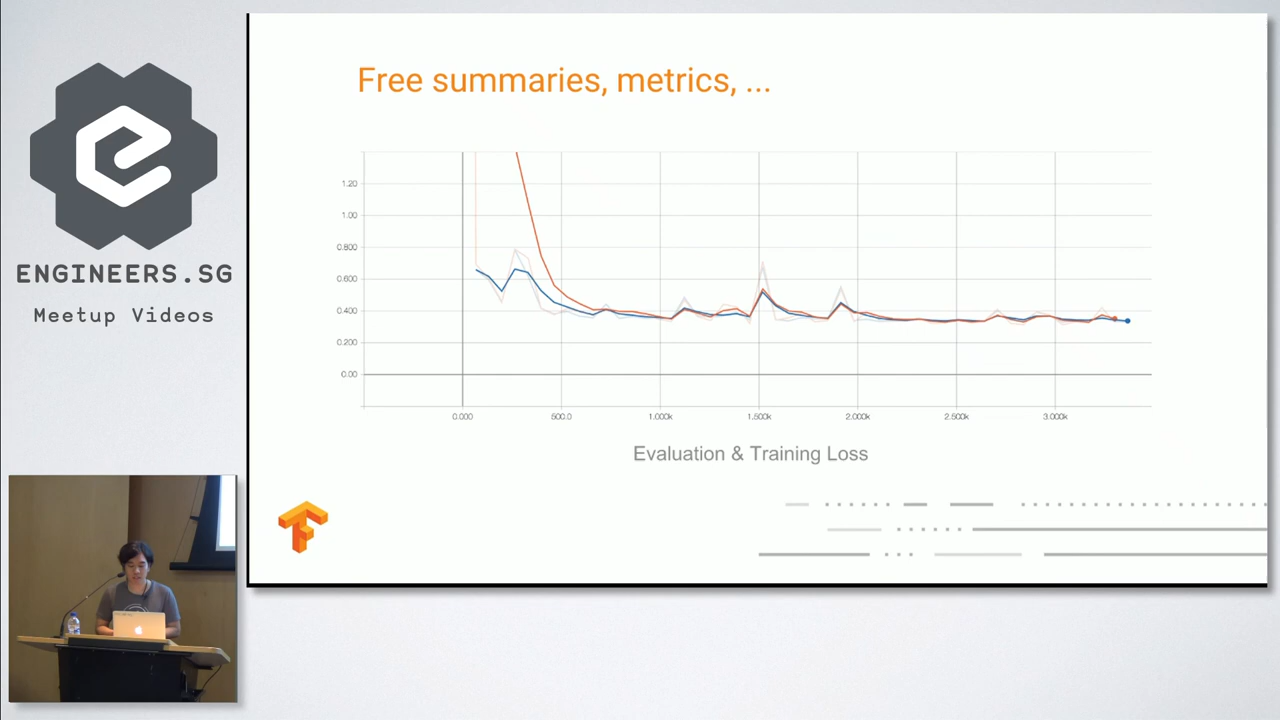 ENGINEERS.SG
Meetup Videos
Free summaries, metrics, ...
1.20
1.00
0.800
0.600
0.400
0.200
0.00
0.000 500.0 1.000k 1.500k 2.000k 2.500k 3.000k
Evaluation & Training Loss